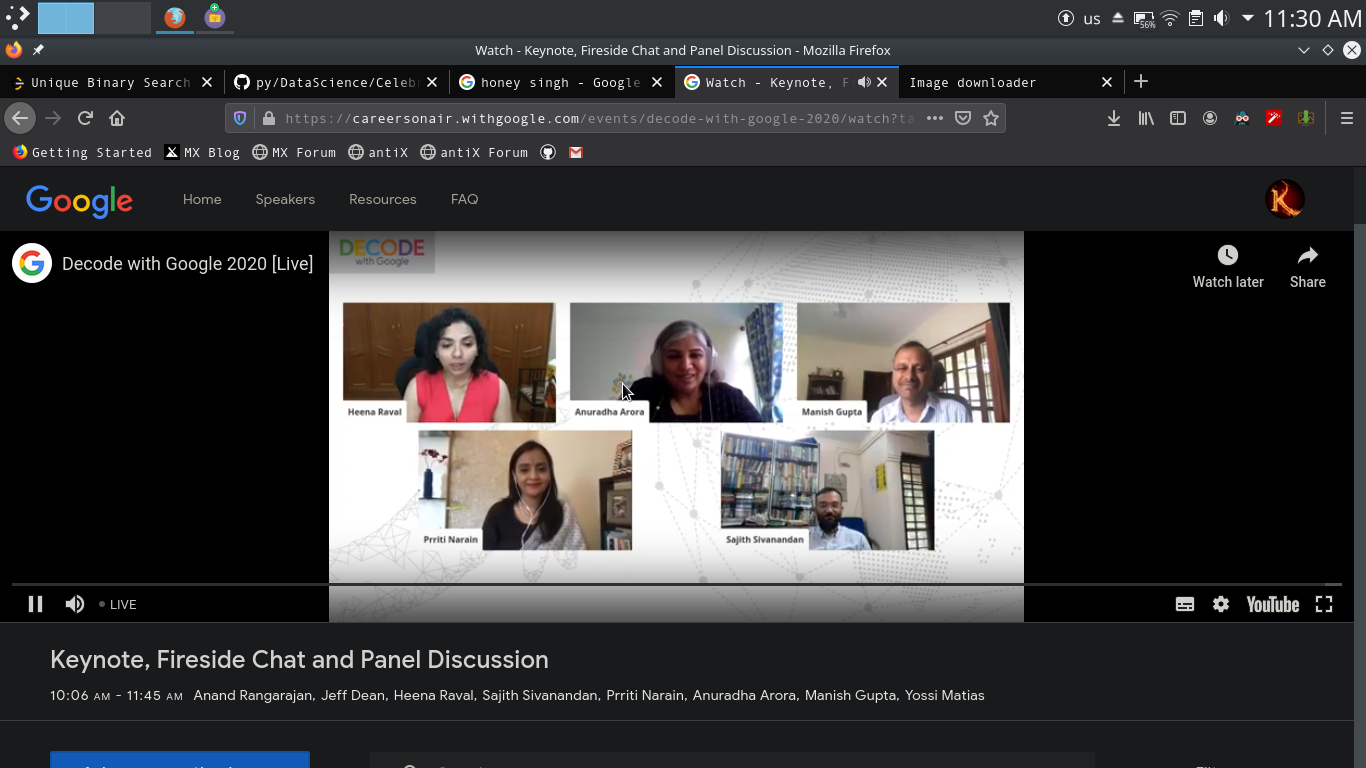 us 56% 11:30 AM
Watch - Keynote, Fireside Chat and Panel Discussion - Mozilla Firefox
Unique Binary Search
py/DataScience/Celeb
honey singh - Google
Watch - Keynote, F
Image downloader
https://careersonair.withgoogle.com/events/decode-with-google-2020/watch?ta
Getting Started MX Blog MX Forum antiX antiX Forum
Google Home Speakers Resources FAQ
Decode with Google 2020 [Live]
DECODE
with Google
Watch later Share
Heena Raval Anuradha Arora Manish Gupta
Prriti Narain Sajith Sivanandan
LIVE YouTube
Keynote, Fireside Chat and Panel Discussion
10:06 AM - 11:45 AM Anand Rangarajan, Jeff Dean, Heena Raval, Sajith Sivanandan, Prriti Narain, Anuradha Arora, Manish Gupta, Yossi Matias